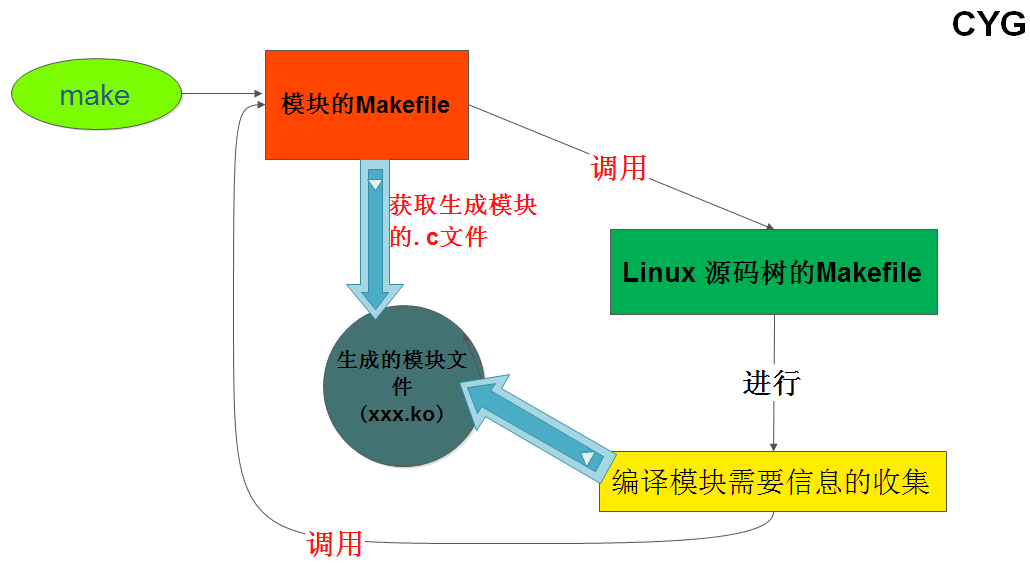 CYG
make
模块的Makefile
调用
获取生成模块
的.c文件
Linux 源码树的Makefile
生成的模块文
件
(xxx.ko)
进行
编译模块需要信息的收集
调用